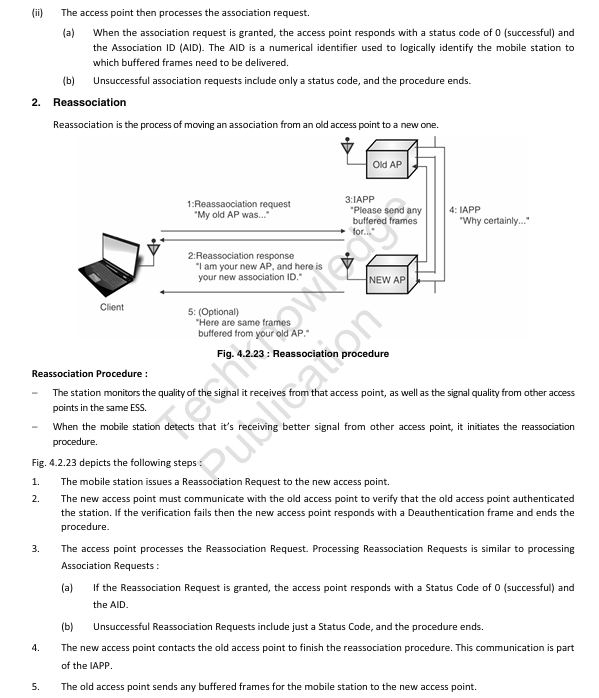 (ii) The access point then processes the association request.
(a) When the association request is granted, the access point responds with a status code of 0 (successful) and
the Association ID (AID). The AID is a numerical identifier used to logically identify the mobile station to
which buffered frames need to be delivered.
(b) Unsuccessful association requests include only a status code, and the procedure ends.
2. Reassociation
Reassociation is the process of moving an association from an old access point to a new one.
Old AP
1:Reassaociation request
"My old AP was..."
3:IAPP
"Please send any
buffered frames
for..."
4: IAPP
"Why certainly..."
2:Reassociation response
"I am your new AP, and here is
your new association ID."
NEW AP
Client
5: (Optional)
"Here are same frames
buffered from your old AP."
Fig. 4.2.23 : Reassociation procedure
Reassociation Procedure :
– The station monitors the quality of the signal it receives from that access point, as well as the signal quality from other access
points in the same ESS.
– When the mobile station detects that it's receiving better signal from other access point, it initiates the reassociation
procedure.
Fig. 4.2.23 depicts the following steps :
1. The mobile station issues a Reassociation Request to the new access point.
2. The new access point must communicate with the old access point to verify that the old access point authenticated
the station. If the verification fails then the new access point responds with a Deauthentication frame and ends the
procedure.
3. The access point processes the Reassociation Request. Processing Reassociation Requests is similar to processing
Association Requests :
(a) If the Reassociation Request is granted, the access point responds with a Status Code of 0 (successful) and
the AID.
(b) Unsuccessful Reassociation Requests include just a Status Code, and the procedure ends.
4. The new access point contacts the old access point to finish the reassociation procedure. This communication is part
of the IAPP.
5. The old access point sends any buffered frames for the mobile station to the new access point.
Techknowledge
Publication